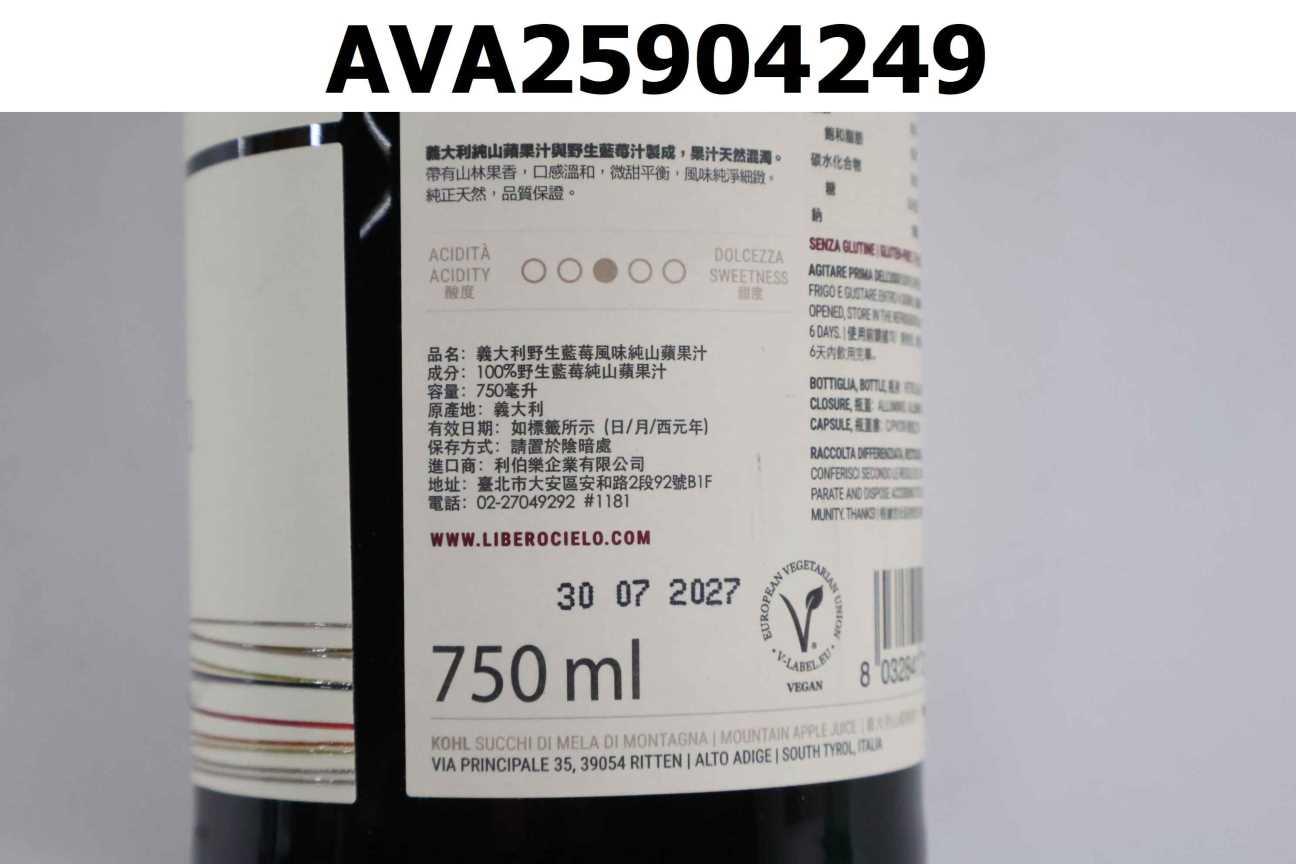 AVA25904249
義大利純山蘋果汁與野生藍莓汁製成，果汁天然混濁。
帶有山林果香，口感溫和，微甜平衡，風味純淨細緻。
純正天然，品質保證。
ACIDITÀ
ACIDITY
酸度
DOLCEZZA
SWEETNESS
甜度
品名：義大利野生藍莓風味純山蘋果汁
成分：100%野生藍莓純山蘋果汁
容量：750毫升
原產地：義大利
有效日期：如標籤所示（日/月/西元年）
保存方式：請置於陰暗處
進口商：利伯樂企業有限公司
地址：臺北市大安區安和路2段92號B1F
電話：02-27049292 #1181
WWW.LIBEROCIELO.COM
30 07 2027
750 ml
KOHL SUCCHI DI MELA DI MONTAGNA | MOUNTAIN APPLE JUICE |
VIA PRINCIPALE 35, 39054 RITTEN | ALTO ADIGE | SOUTH TYROL, ITALIA
飽和脂肪
碳水化合物
糖
鈉
SENZA GLUTINE |
AGITARE PRIMA
FRIGO E GUSTARE ENTRO
OPENED, STORE IN THE
6 DAYS. | 使用前
6天內飲用完畢。
BOTTIGLIA, BOTTLE,
CLOSURE, 瓶蓋:
CAPSULE,
RACCOLTA DIFFERENZIATA,
CONFERISCI SECONDO LE
PARATE AND DISPOSE
MUNITY. THANKS! |
EUROPEAN VEGETARIAN UNION
V-LABEL.EU
VEGAN
8 03284